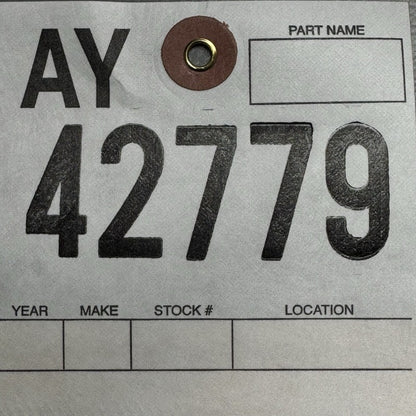 AY
PART NAME
42779
YEAR MAKE STOCK # LOCATION